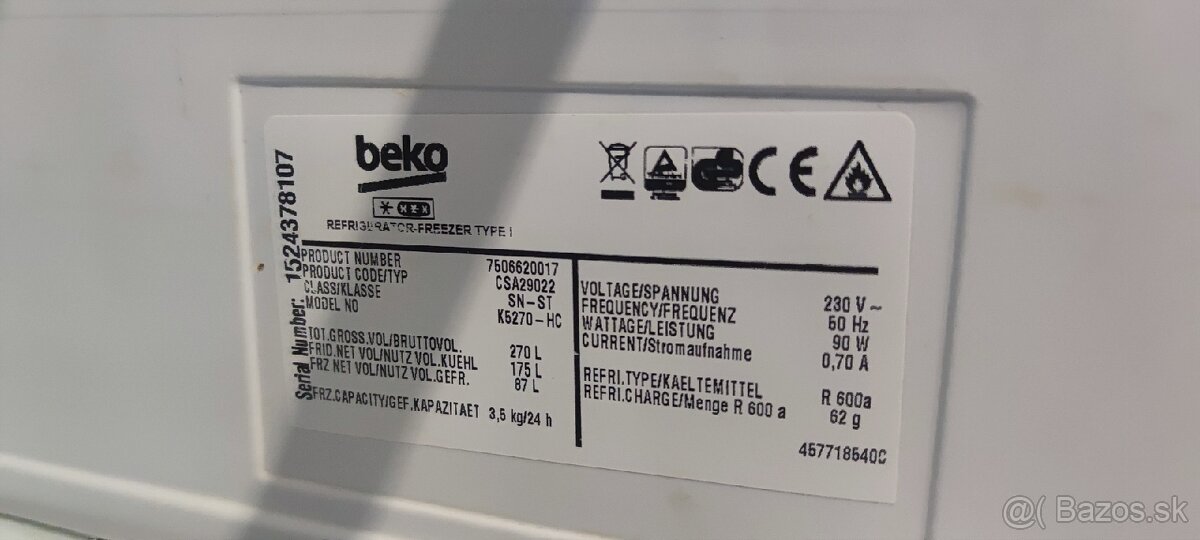 beko
REFRIGERATOR-FREEZER TYPE I
Serial Number: 1524378107
PRODUCT NUMBER 7506620017
PRODUCT CODE/TYP CSA29022
CLASS/KLASSE SN-ST
MODEL NO K5270-HC
TOT.GROSS.VOL/BRUTTOVOL. 270 L
FRID.NET VOL/NUTZ VOL.KUEHL 175 L
FRZ NET VOL/NUTZ VOL.GEFR. 87 L
FRZ.CAPACITY/GEF.KAPAZITAET 3,5 kg/24 h
CE
VOLTAGE/SPANNUNG 230 V~
FREQUENCY/FREQUENZ 50 Hz
WATTAGE/LEISTUNG 90 W
CURRENT/Stromaufnahme 0,70 A
REFRI.TYPE/KAELTEMITTEL R 600a
REFRI.CHARGE/Menge R 600 a 62 g
@( Bazos.sk